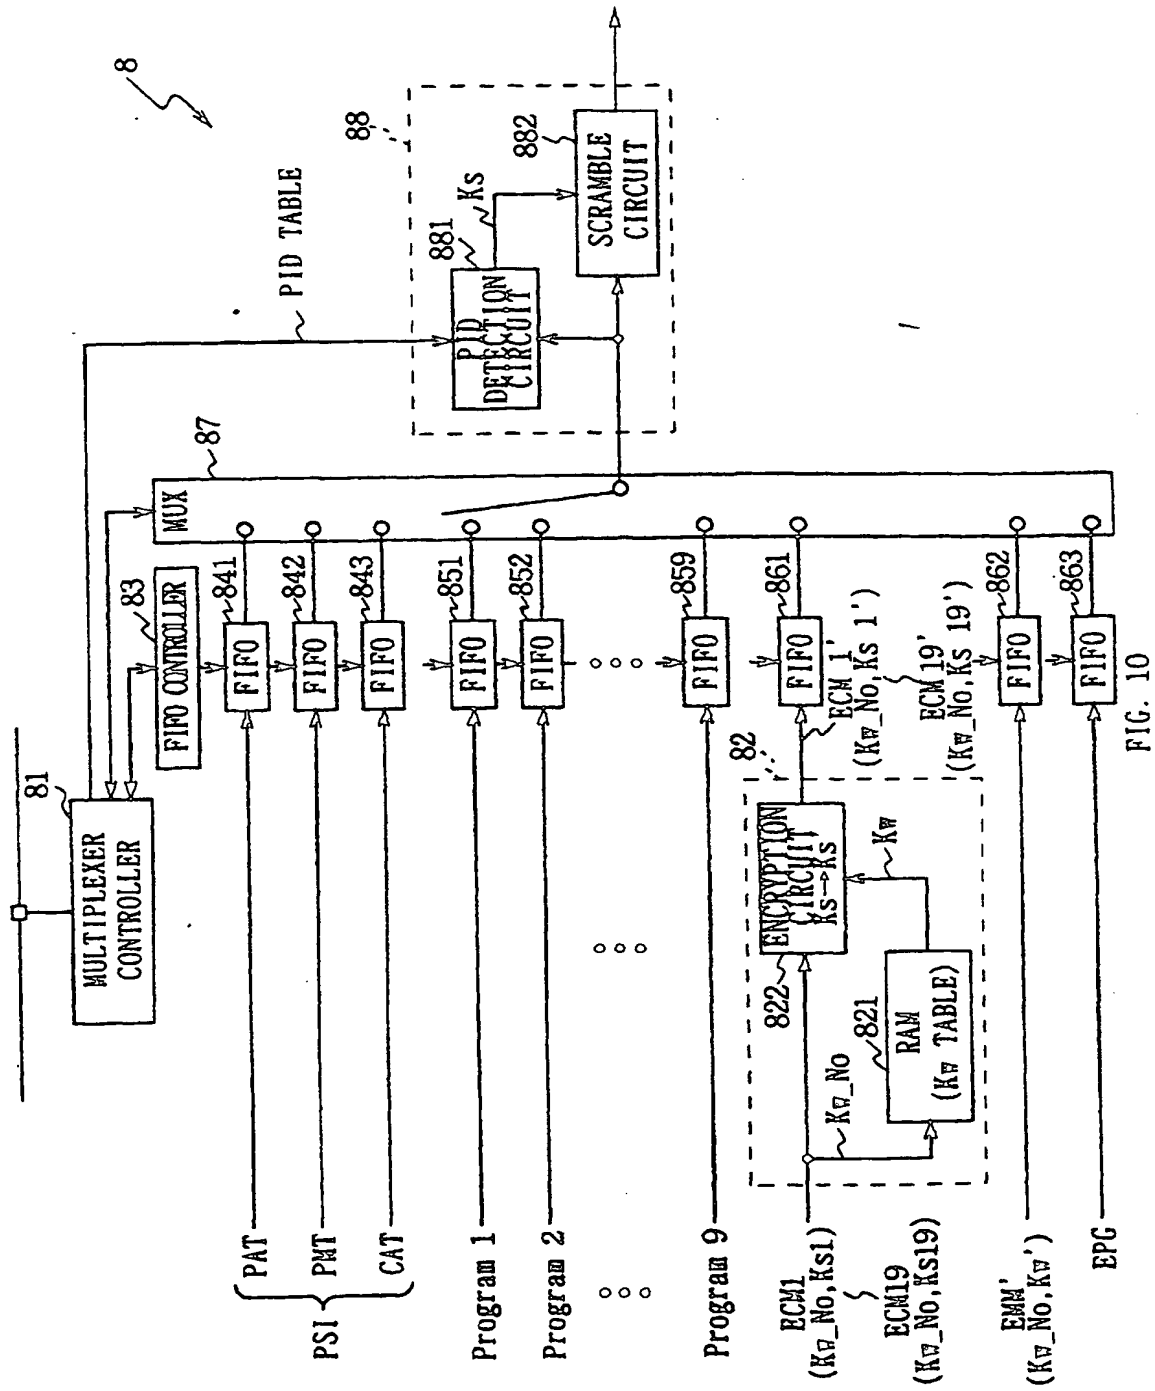 8
MULTIPLEXER
CONTROLLER
81
PID TABLE
88
PID
DETECTION
CIRCUIT
881
Ks
SCRAMBLE
CIRCUIT
882
FIFO CONTROLLER
83
MUX
87
PSI
PAT
FIFO
841
PMT
FIFO
842
CAT
FIFO
843
Program 1
FIFO
851
Program 2
FIFO
852
Program 9
FIFO
859
ECM1
(Kw_No,Ks1)
ECM19
(Kw_No,Ks19)
Kw_No
822
ENCRYPTION
CIRCUIT
Ks→Ks'
821
RAM
(Kw TABLE)
Kw
82
FIFO
861
ECM 1'
(Kw_No,Ks 1')
ECM 19'
(Kw_No,Ks 19')
EMM'
(Kw_No,Kw')
FIFO
862
EPG
FIFO
863
FIG. 10